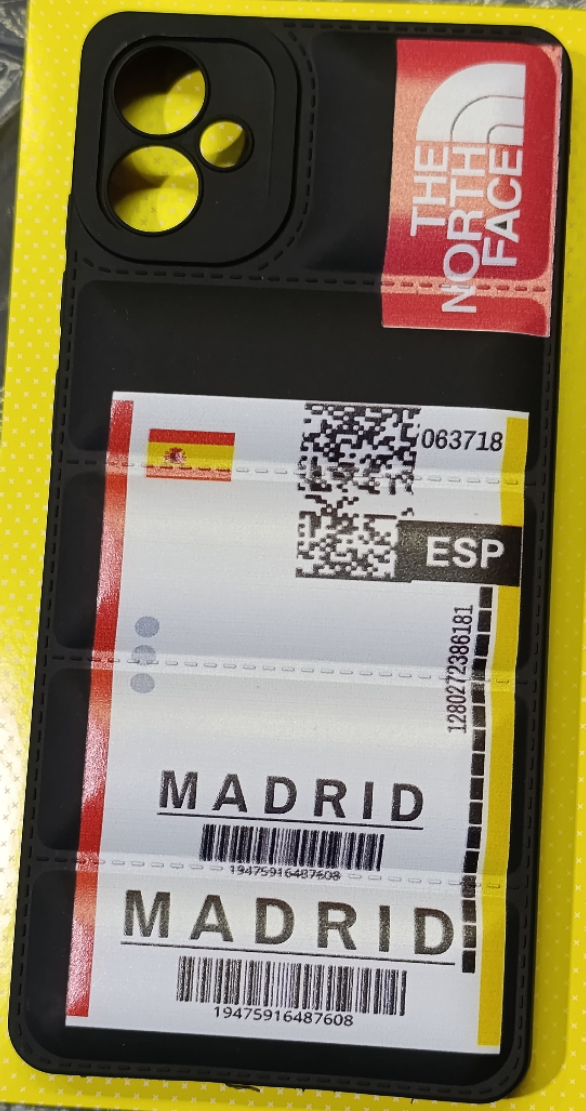 THE
NORTH
FACE
063718
ESP
1280272386181
MADRID
19475916487608
MADRID
19475916487608